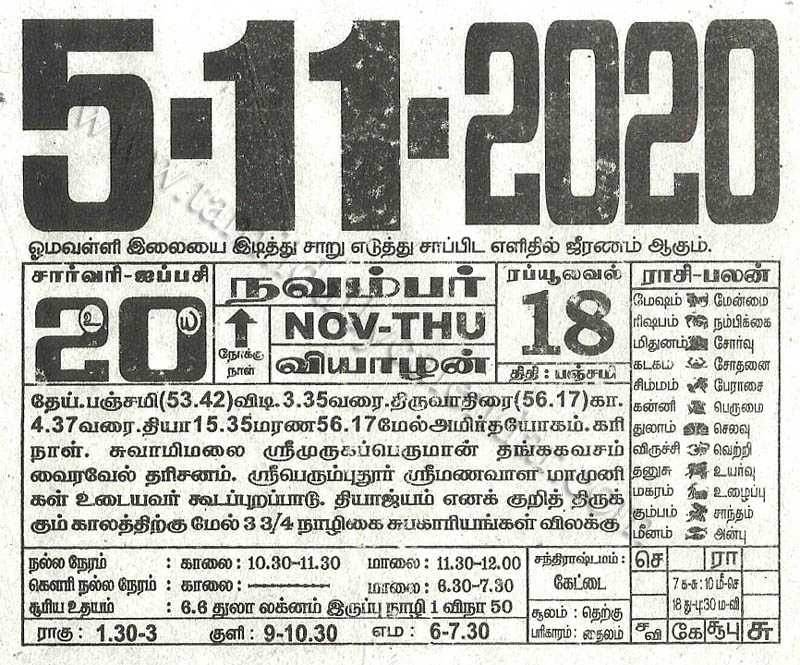 5-11-2020
ஓமவள்ளி இலையை இடித்து சாறு எடுத்து சாப்பிட எளிதில் ஜீரணம் ஆகும்.
சார்வரி-ஐப்பசி
20
உ
ய
நோக்கு
நாள்
நவம்பர்
NOV-THU
வியாழன்
ரப்யூலவல்
18
திதி : பஞ்சமி
ராசி-பலன்
மேஷம் மேன்மை
ரிஷபம் நம்பிக்கை
மிதுனம் சோர்வு
கடகம் சோதனை
சிம்மம் பேராசை
கன்னி பெருமை
துலாம் செலவு
விருச்சி வெற்றி
தனுசு உயர்வு
மகரம் உழைப்பு
கும்பம் சாந்தம்
மீனம் அன்பு
தேய்.பஞ்சமி(53.42)விடி.3.35வரை.திருவாதிரை(56.17)கா.
4.37வரை.தியா15.35மரண56.17மேல்அமிர்தயோகம். கரி
நாள். சுவாமிமலை ஸ்ரீமுருகப்பெருமான் தங்ககவசம்
வைரவேல் தரிசனம். ஸ்ரீபெரும்புதூர் ஸ்ரீமணவாள மாமுனி
கள் உடையவர் கூடப்புறப்பாடு. தியாஜ்யம் எனக் குறித் திருக்
கும் காலத்திற்கு மேல் 3 3/4 நாழிகை சுபகாரியங்கள் விலக்கு
நல்ல நேரம் : காலை : 10.30-11.30 மாலை : 11.30-12.00
கௌரி நல்ல நேரம் : காலை : மாலை : 6.30-7.30
சூரிய உதயம் : 6.6 துலா லக்னம் இருப்பு நாழி 1 விநா 50
ராகு : 1.30-3 குளி : 9-10.30 எம : 6-7.30
சந்திராஷ்டமம் :
கேட்டை
சூலம் : தெற்கு
பரிகாரம் : தைலம்
செ ரா
7 க-சு : 10 மீ-செ
18 து-பு:30 ம-வி
ச வி கே சூபு சு